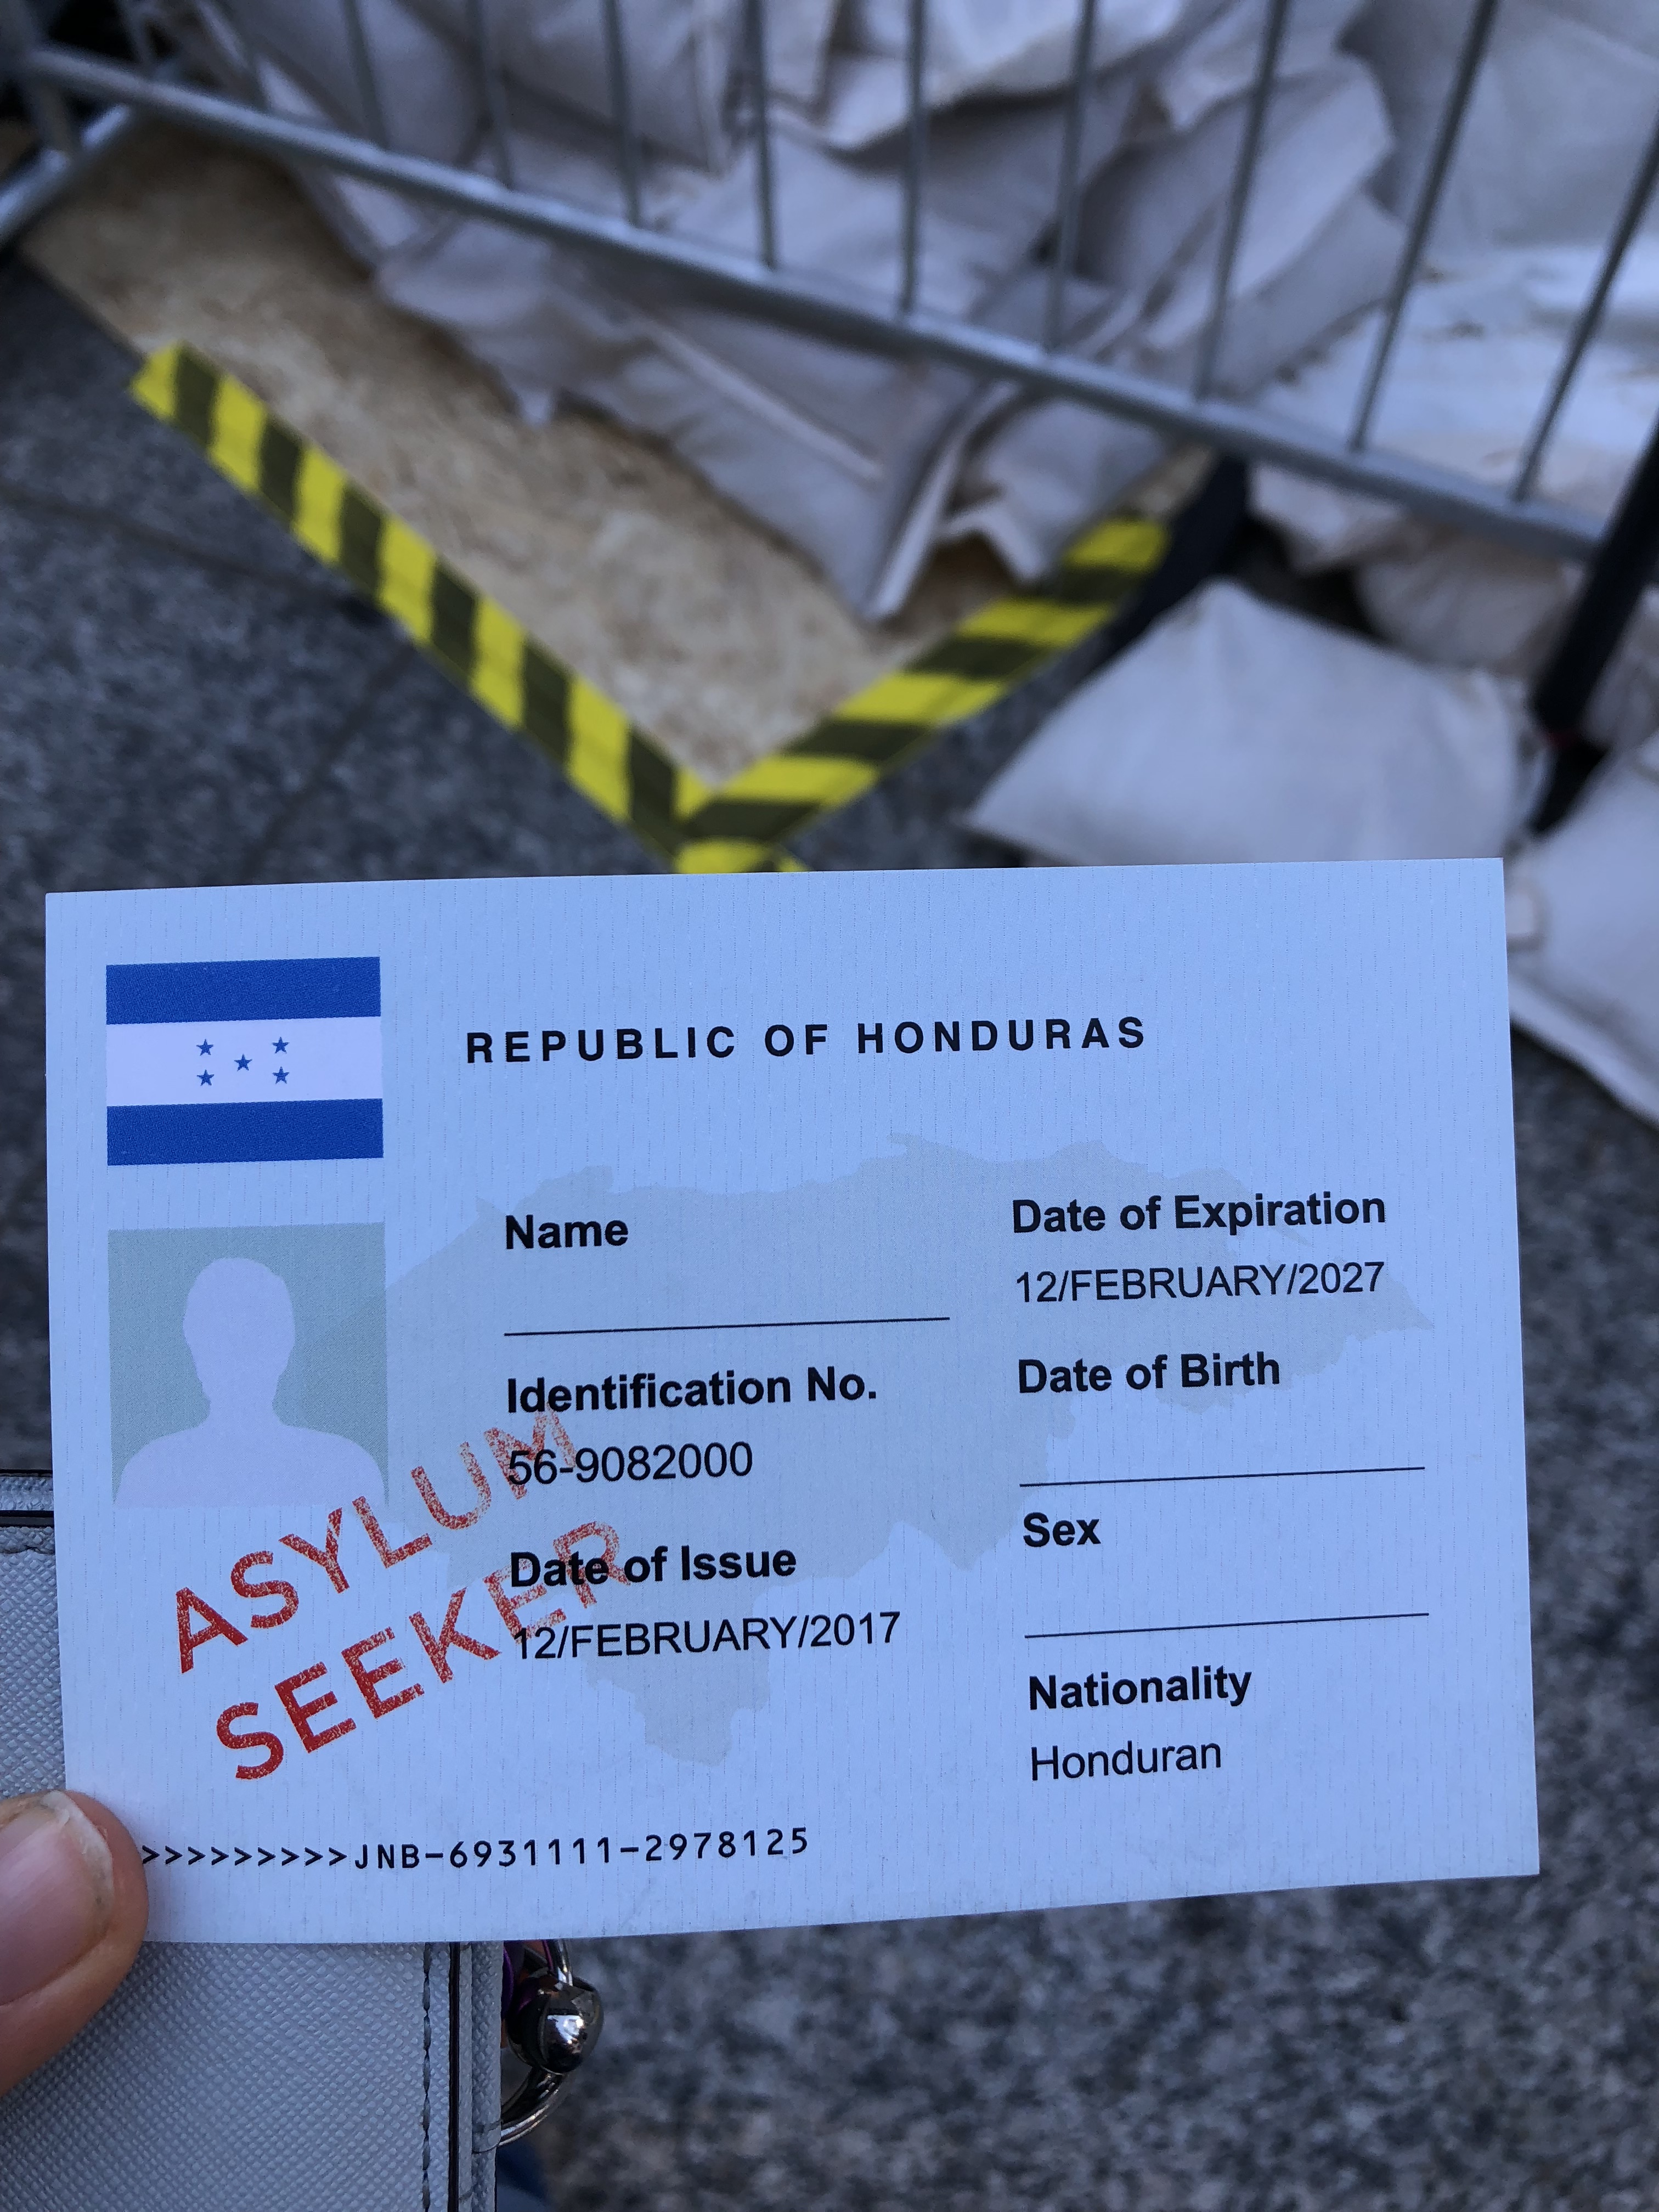 REPUBLIC OF HONDURAS
Name
Identification No.
56-9082000
Date of Issue
12/FEBRUARY/2017
Date of Expiration
12/FEBRUARY/2027
Date of Birth
Sex
Nationality
Honduran
ASYLUM
SEEKER
>>>>>>>>>JNB-6931111-2978125